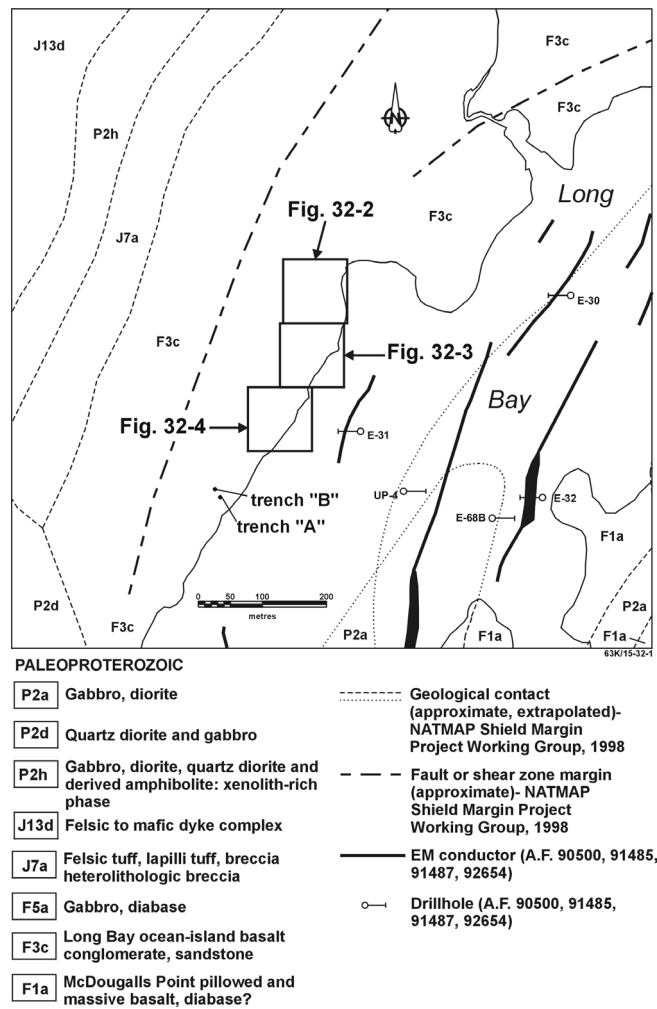 J13d
F3c
F3c
P2h
N
Long
Fig. 32-2
F3c
J7a
E-30
F3c
Fig. 32-3
Bay
Fig. 32-4
E-31
trench "B"
UP-4
E-32
trench "A"
E-68B
F1a
0 50 100 200
metres
P2d
P2a
F3c
P2a
F1a
F1a
63K/15-32-1
PALEOPROTEROZOIC
P2a Gabbro, diorite
P2d Quartz diorite and gabbro
P2h Gabbro, diorite, quartz diorite and
derived amphibolite: xenolith-rich
phase
J13d Felsic to mafic dyke complex
J7a Felsic tuff, lapilli tuff, breccia
heterolithologic breccia
F5a Gabbro, diabase
F3c Long Bay ocean-island basalt
conglomerate, sandstone
F1a McDougalls Point pillowed and
massive basalt, diabase?
Geological contact
(approximate, extrapolated)-
NATMAP Shield Margin
Project Working Group, 1998
Fault or shear zone margin
(approximate)- NATMAP
Shield Margin Project
Working Group, 1998
EM conductor (A.F. 90500, 91485,
91487, 92654)
Drillhole (A.F. 90500, 91485,
91487, 92654)